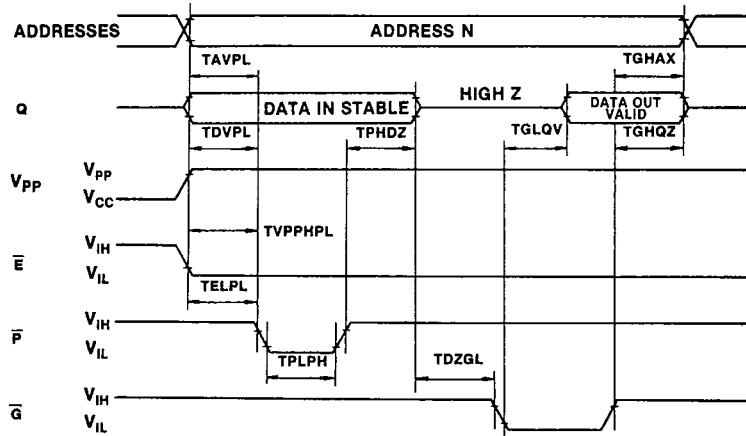 ADDRESSES
ADDRESS N
TAVPL
TGHAX
Q
DATA IN STABLE
HIGH Z
DATA OUT
VALID
TDVPL
TPHDZ
TGLQV
TGHQZ
VPP
VPP
VCC
TVPPHPL
E
VIH
VIL
TELPL
P
VIH
VIL
TPLPH
TDZGL
G
VIH
VIL